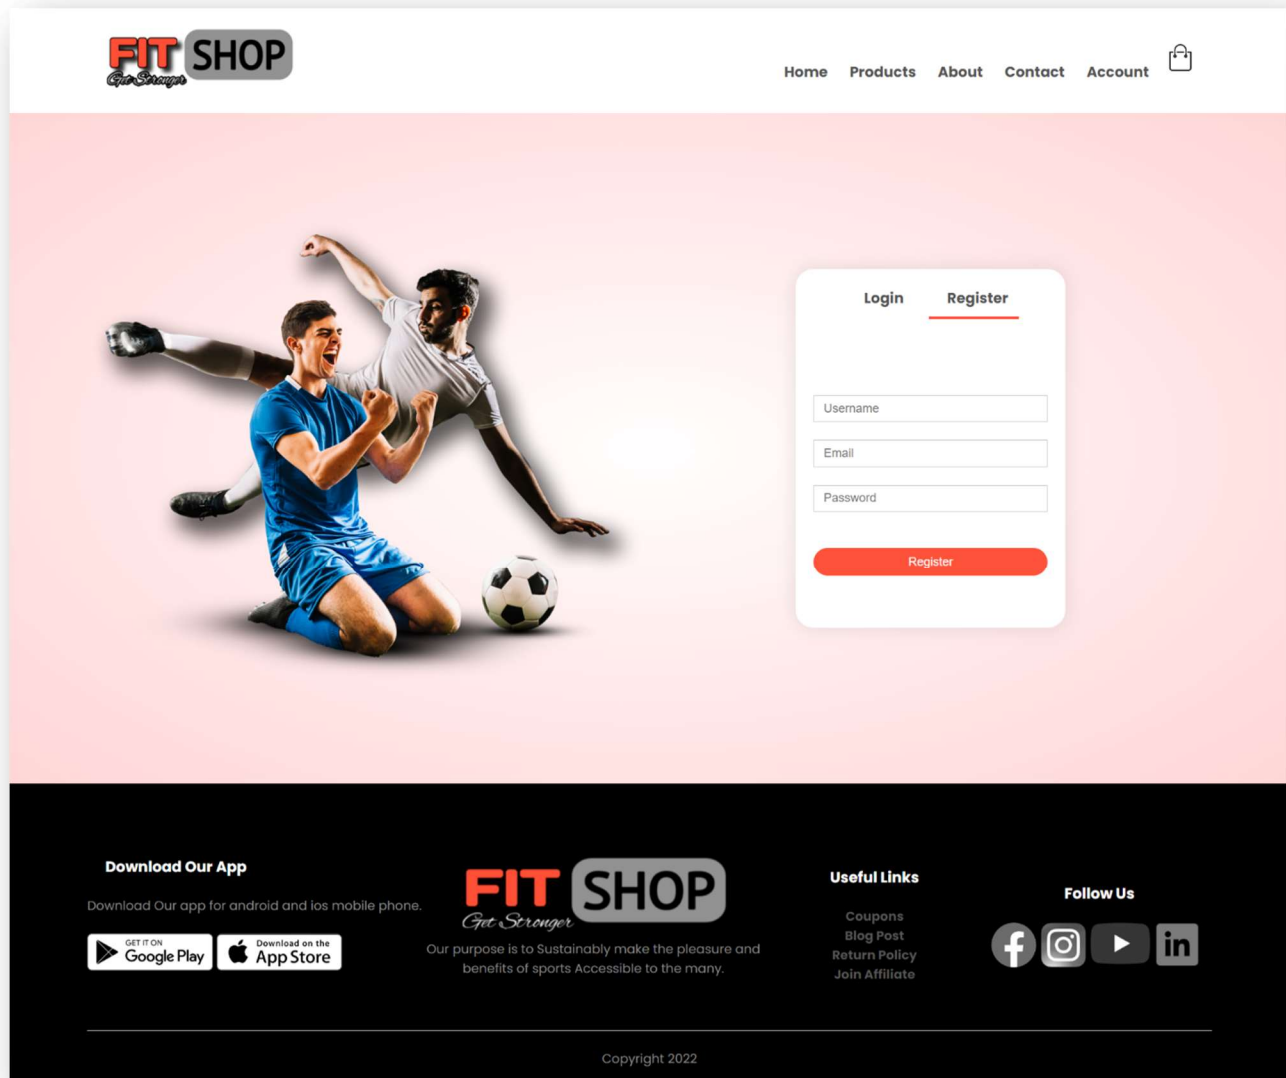 FIT SHOP
Get Stronger
Home Products About Contact Account
Login Register
Username
Email
Password
Register
Download Our App
Download Our app for android and ios mobile phone.
GET IT ON
Google Play
Download on the
App Store
FIT SHOP
Get Stronger
Our purpose is to Sustainably make the pleasure and
benefits of sports Accessible to the many.
Useful Links
Coupons
Blog Post
Return Policy
Join Affiliate
Follow Us
in
Copyright 2022